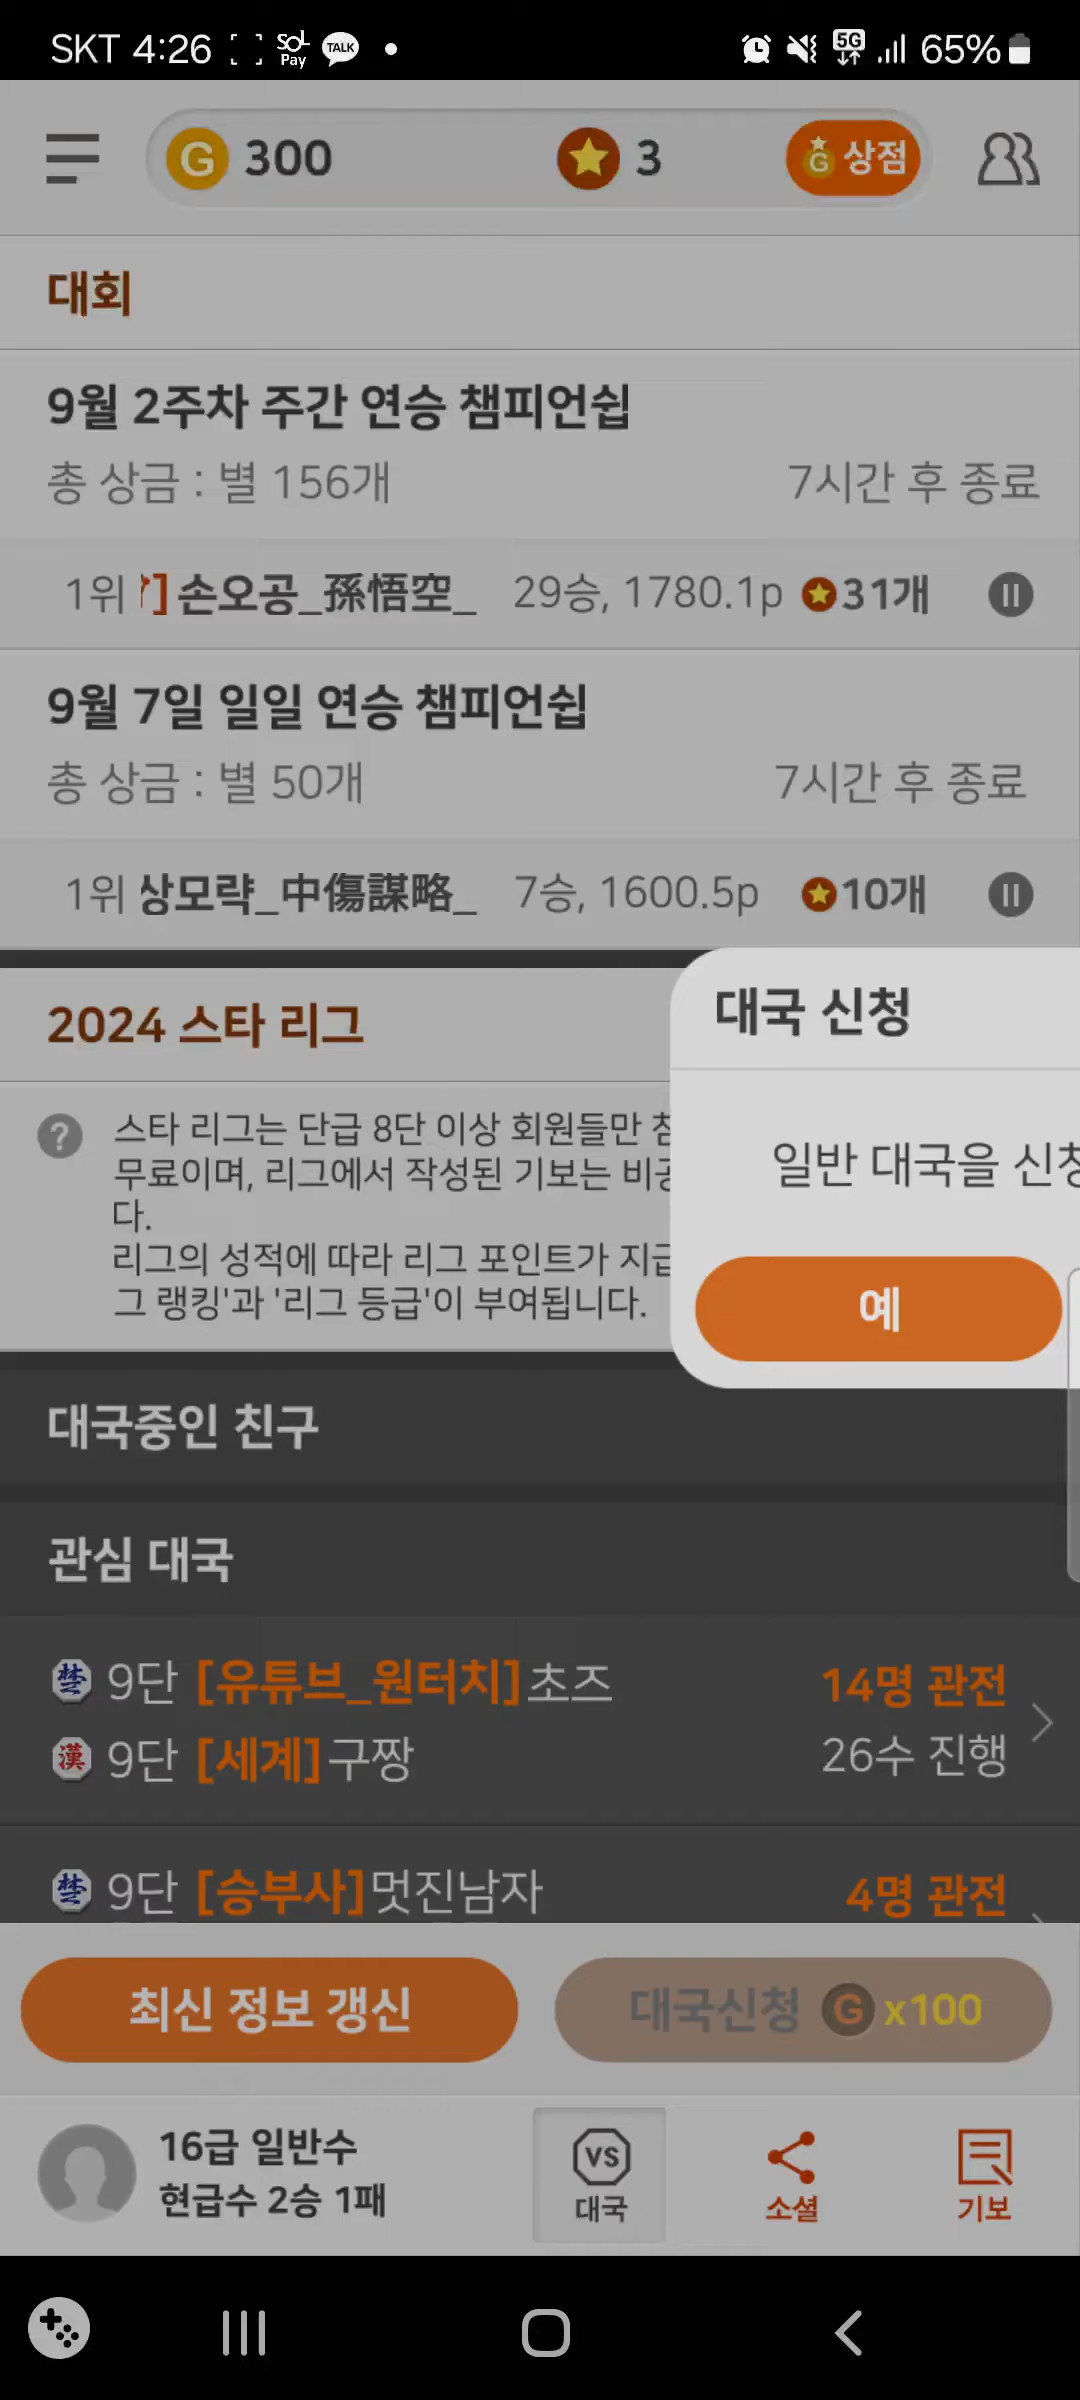 SKT 4:26 SOL Pay TALK 5G 65%
G 300 3 G 상점
대회
9월 2주차 주간 연승 챔피언쉽
총 상금 : 별 156개 7시간 후 종료
1위 ] 손오공_孫悟空_ 29승, 1780.1p 31개
9월 7일 일일 연승 챔피언쉽
총 상금 : 별 50개 7시간 후 종료
1위 상모략_中傷謀略_ 7승, 1600.5p 10개
2024 스타 리그
대국 신청
일반 대국을 신청
예
스타 리그는 단급 8단 이상 회원들만
무료이며, 리그에서 작성된 기보는 비공
다.
리그의 성적에 따라 리그 포인트가 지급
그 랭킹'과 '리그 등급'이 부여됩니다.
대국중인 친구
관심 대국
楚 9단 [유튜브_원터치]초즈 14명 관전
漢 9단 [세계]구짱 26수 진행
楚 9단 [승부사]멋진남자 4명 관전
최신 정보 갱신 대국신청 G x100
16급 일반수
현급수 2승 1패
VS 대국 소셜 기보